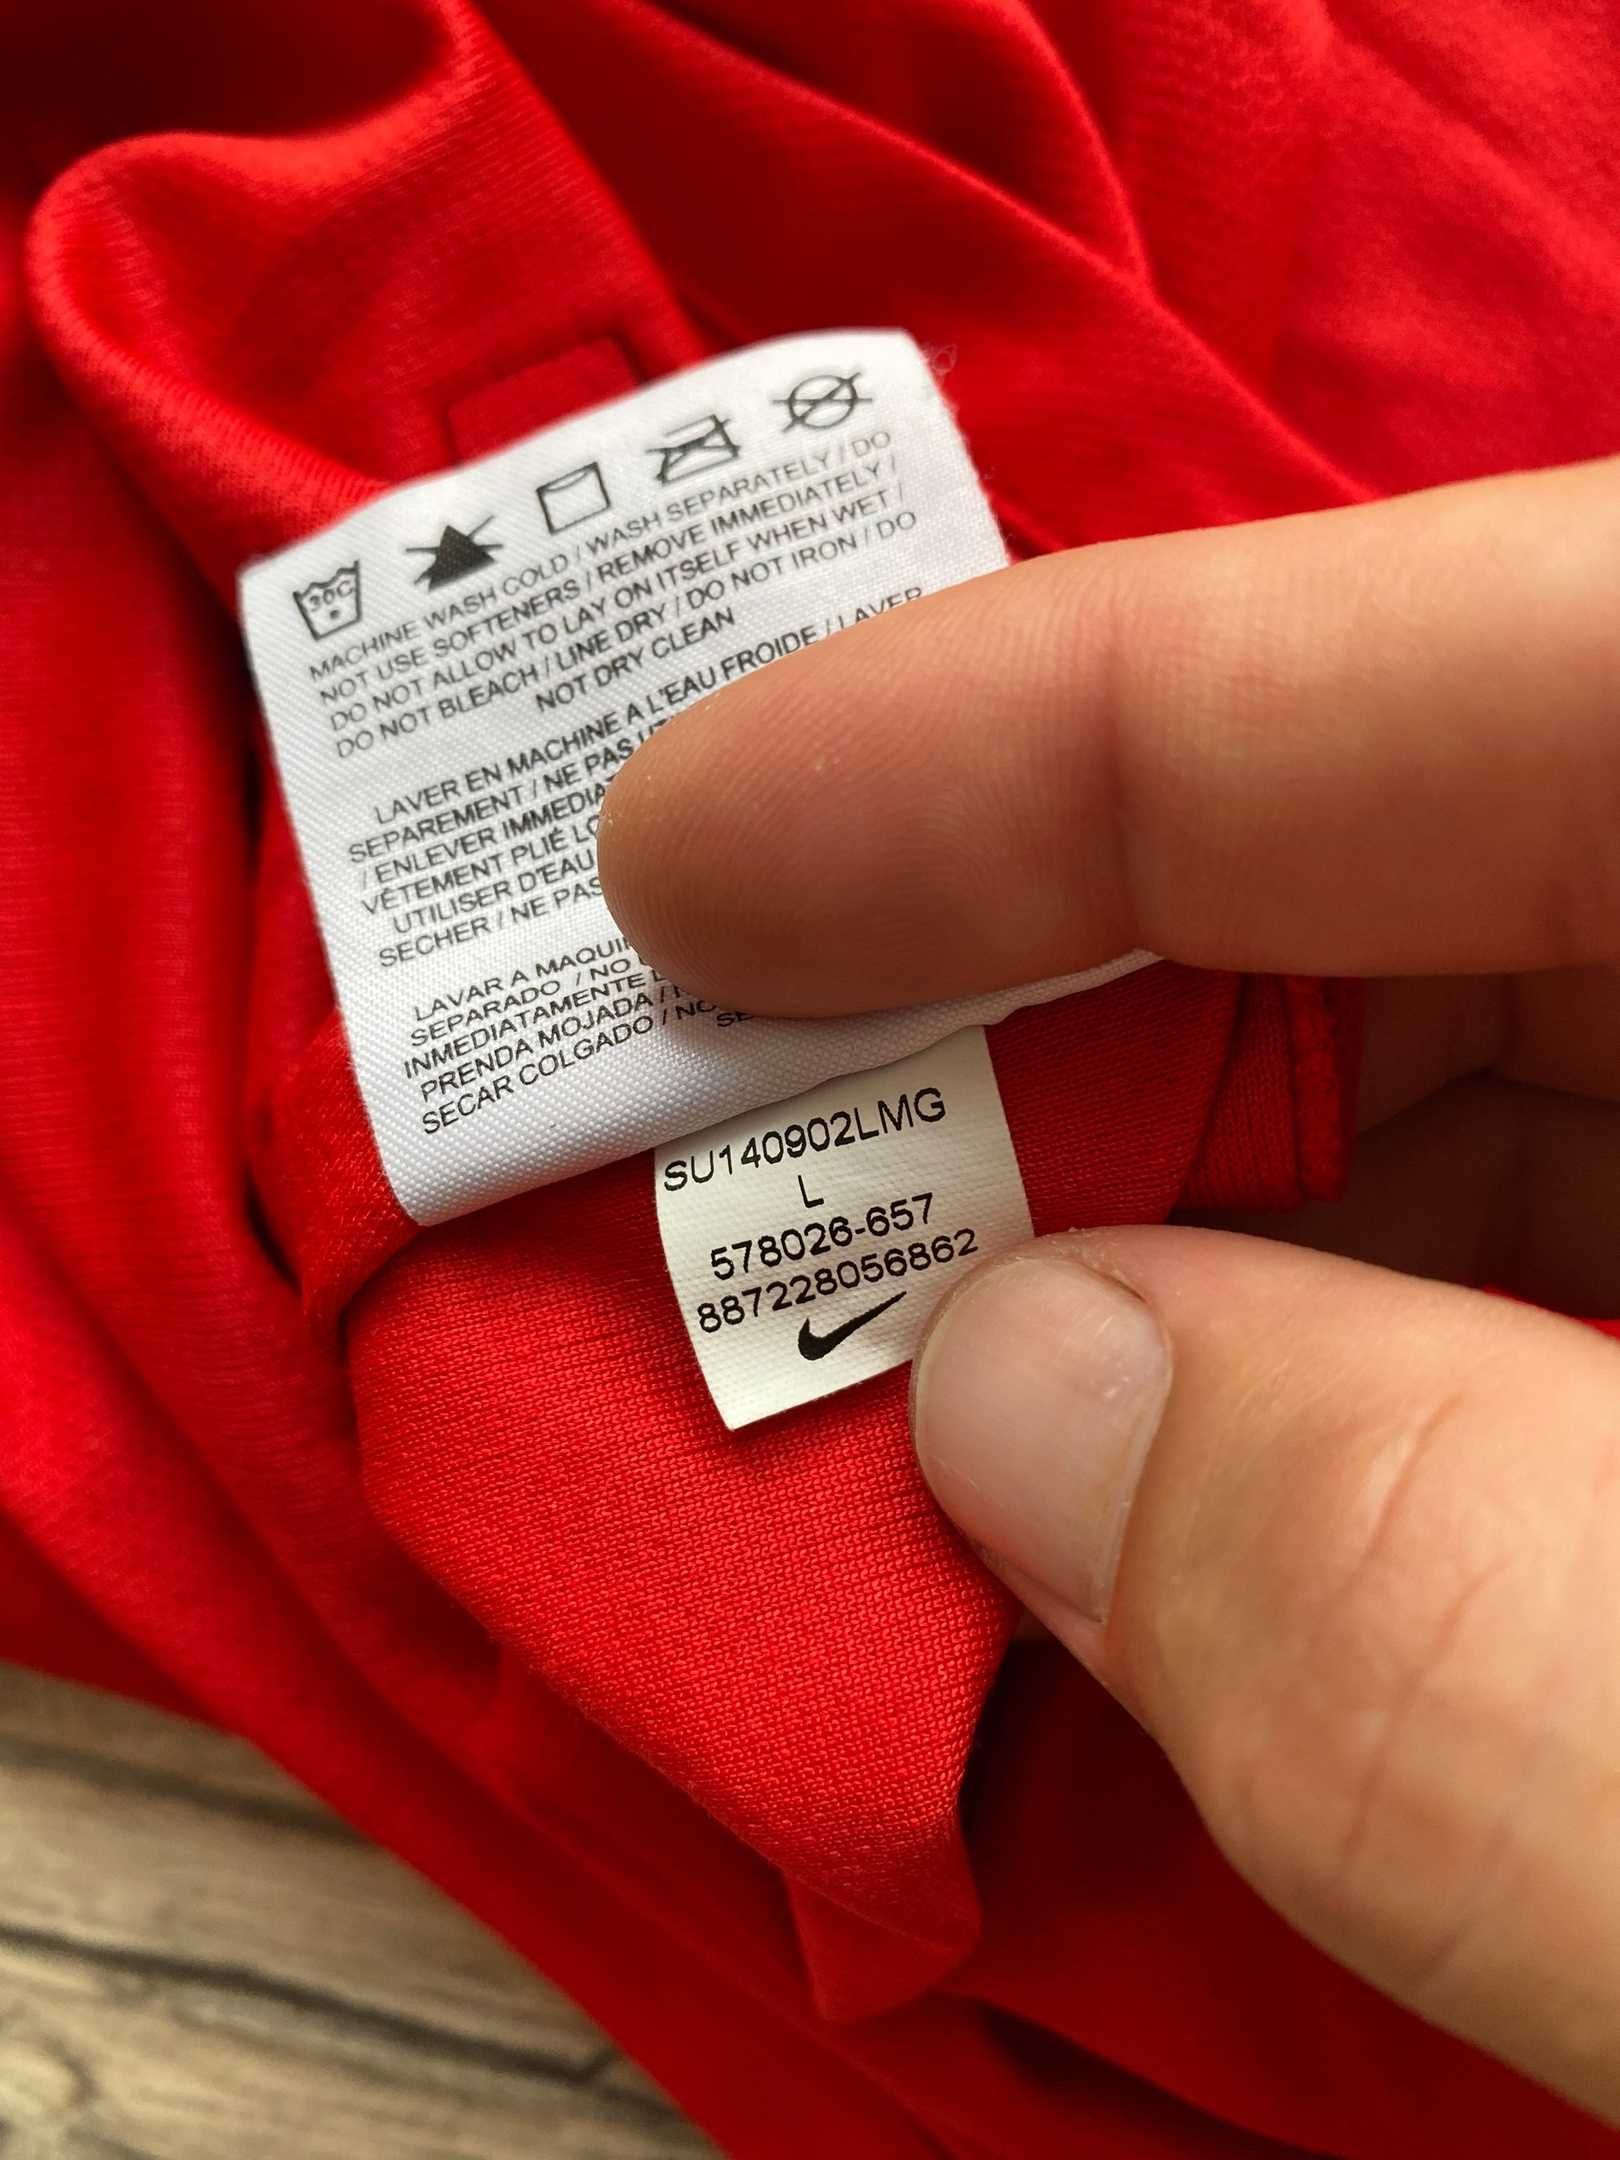 30C
MACHINE WASH COLD / WASH SEPARATELY / DO
NOT USE SOFTENERS / REMOVE IMMEDIATELY /
DO NOT ALLOW TO LAY ON ITSELF WHEN WET /
DO NOT BLEACH / LINE DRY / DO NOT IRON / DO
NOT DRY CLEAN
LAVER EN MACHINE A L'EAU FROIDE / LAVER
SEPAREMENT / NE PAS
/ ENLEVER
VÊTEMENT PLIÉ
UTILISER D'EAU
SECHER / NE PAS
LAVAR A
SEPARADO / NO
INMEDIATAMENTE
PRENDA MOJADA /
SECAR COLGADO / NO
SU140902LMG
L
578026-657
887228056862